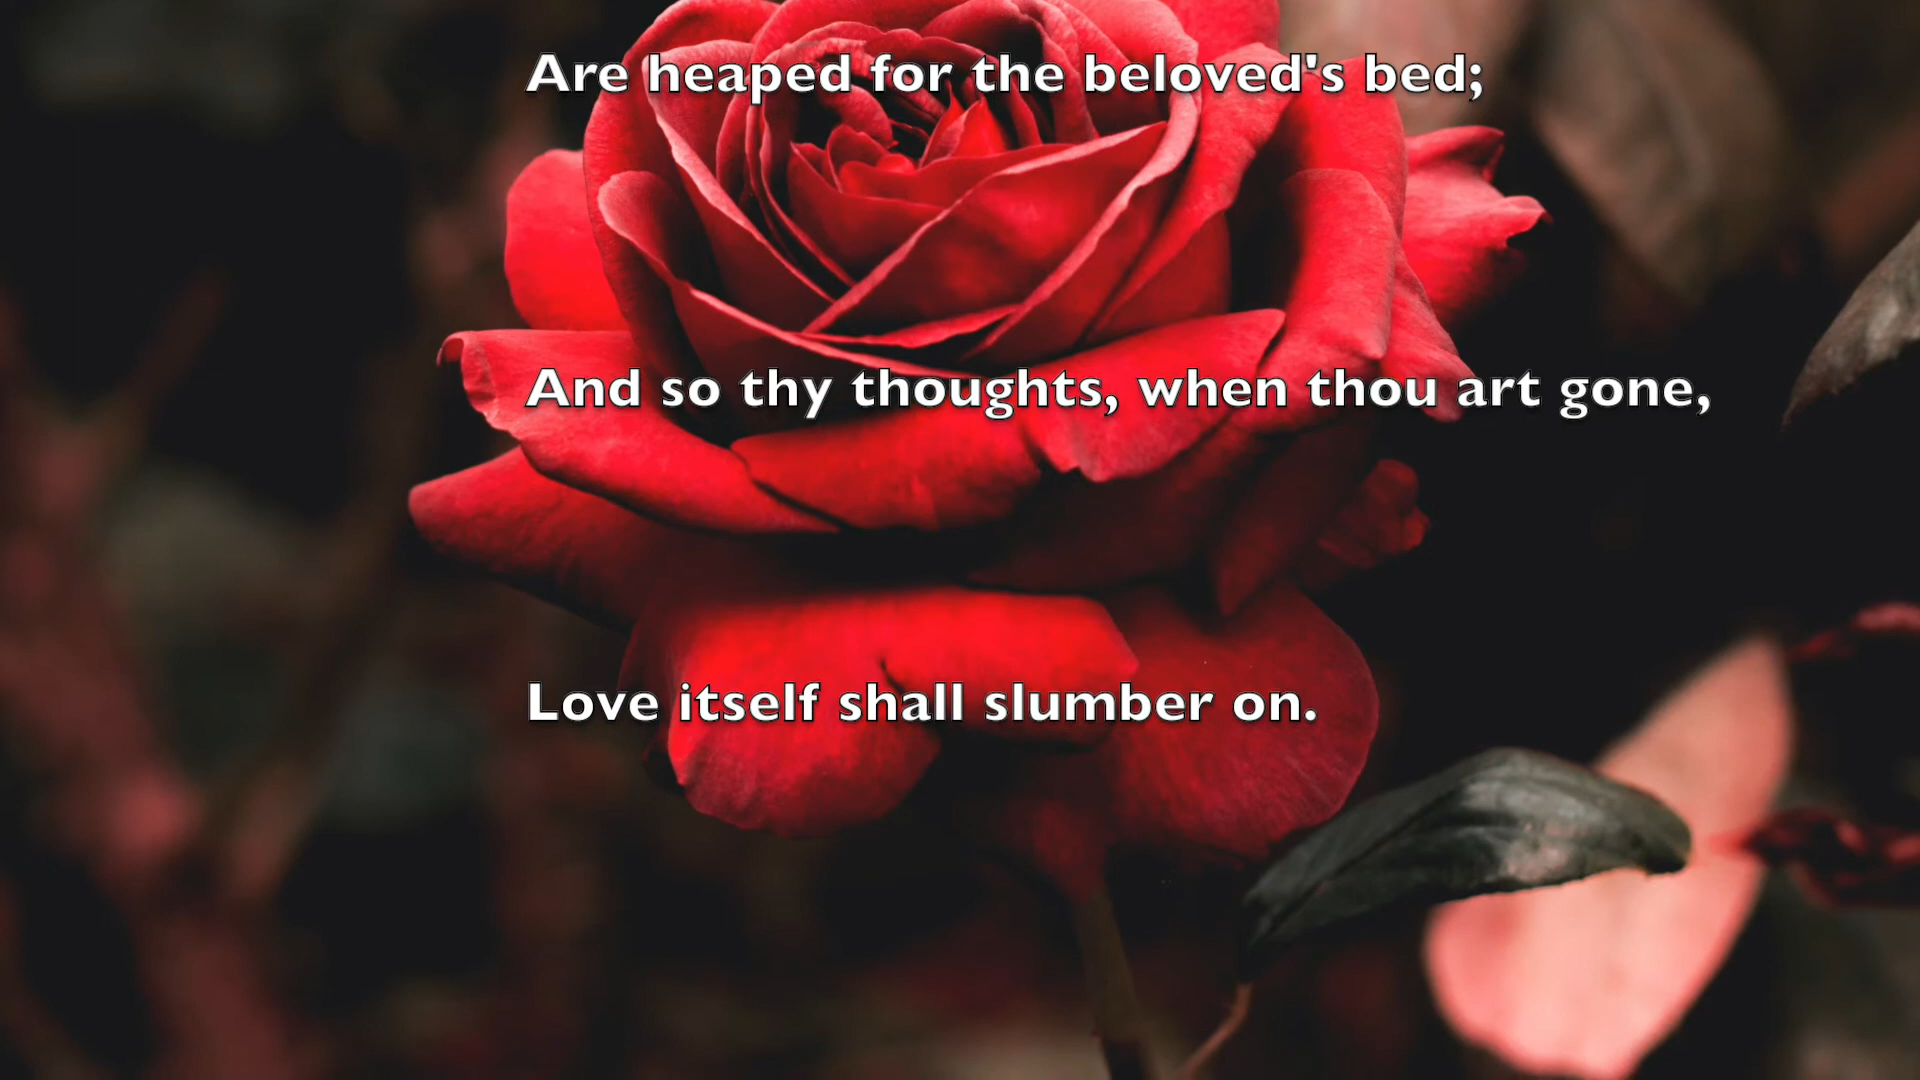 Are heaped for the beloved's bed;
And so thy thoughts, when thou art gone,
Love itself shall slumber on.